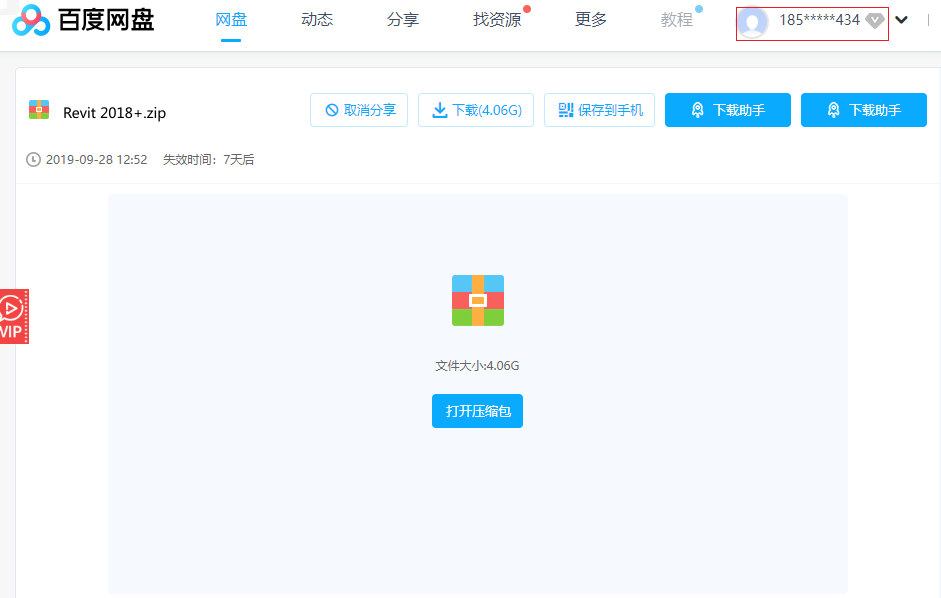 百度网盘 网盘 动态 分享 找资源 更多 教程 185*****434
Revit 2018+.zip 取消分享 下载(4.06G) 保存到手机 下载助手 下载助手
2019-09-28 12:52 失效时间：7天后
VIP
文件大小:4.06G
打开压缩包